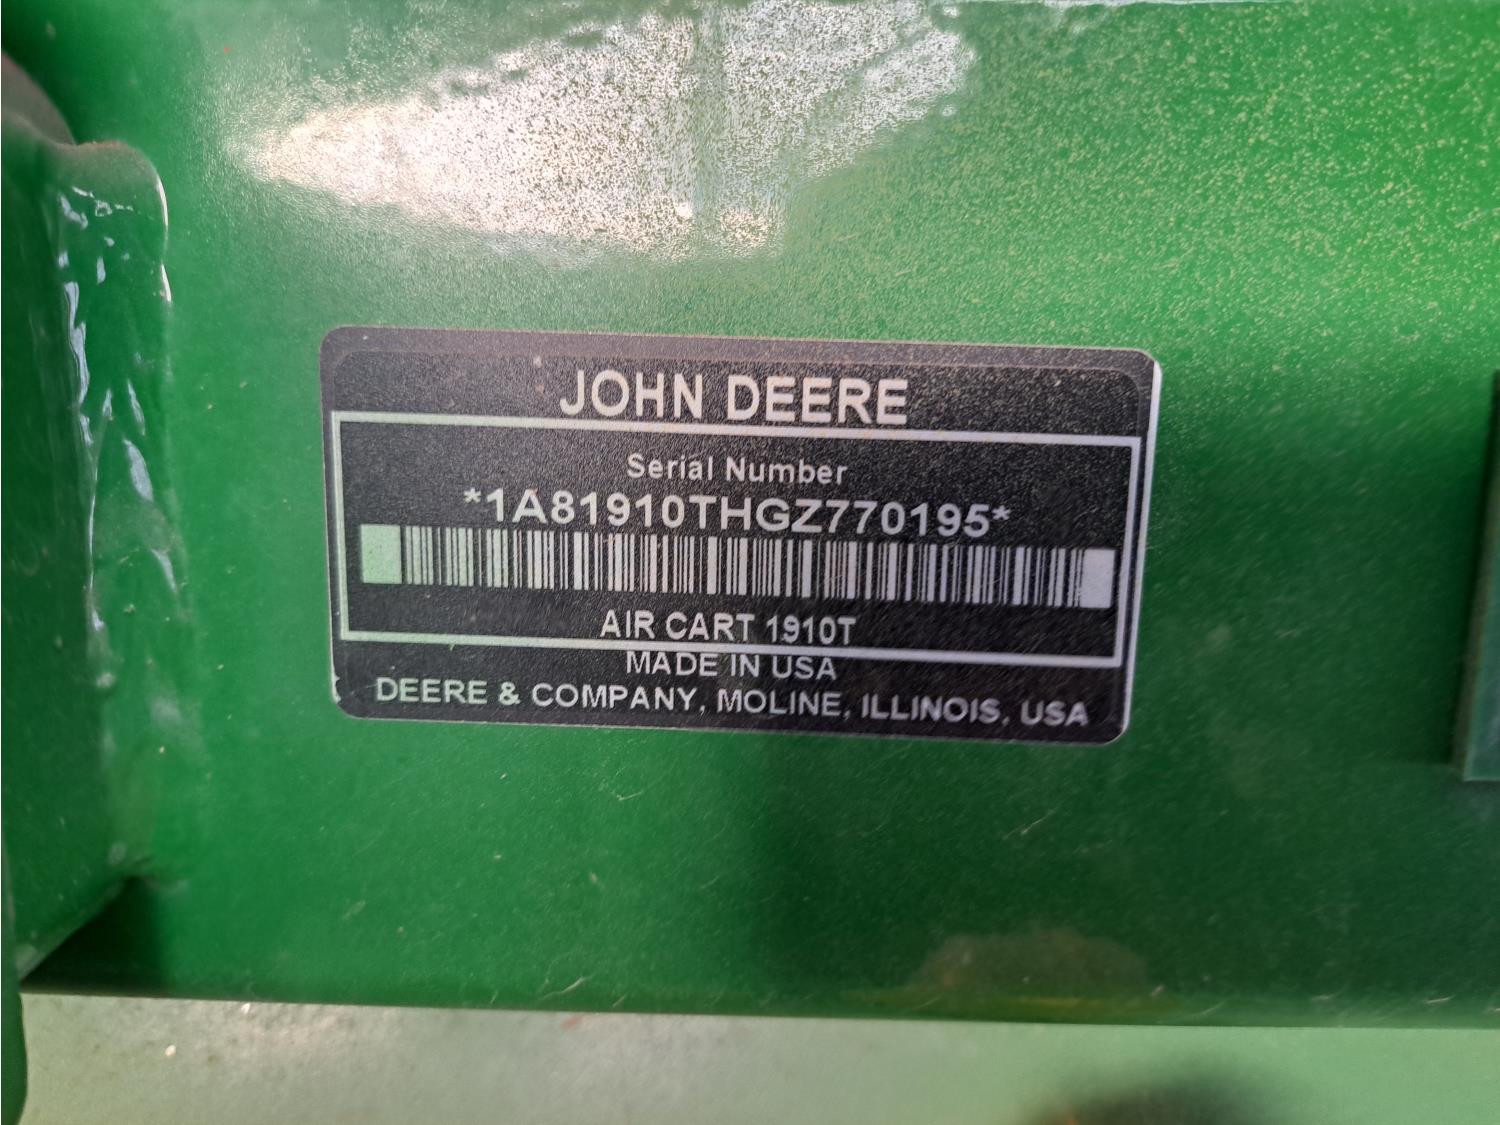 JOHN DEERE
Serial Number
*1A81910THGZ770195*
AIR CART 1910T
MADE IN USA
DEERE & COMPANY, MOLINE, ILLINOIS, USA